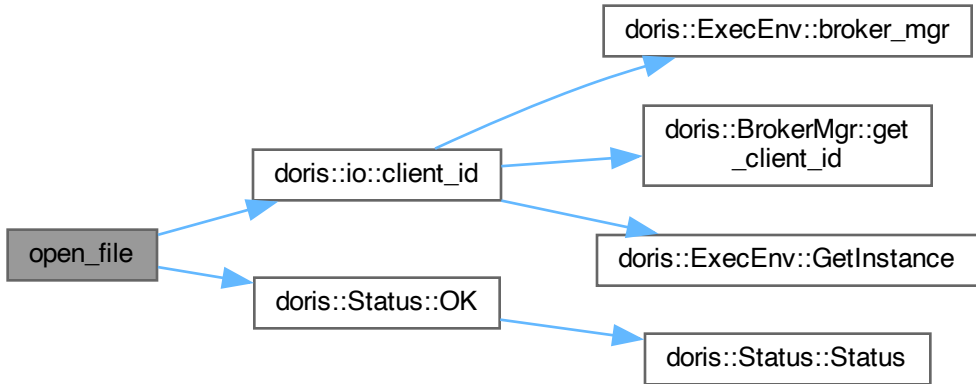 doris::ExecEnv::broker_mgr
doris::BrokerMgr::get
_client_id
doris::io::client_id
open_file
doris::ExecEnv::GetInstance
doris::Status::OK
doris::Status::Status